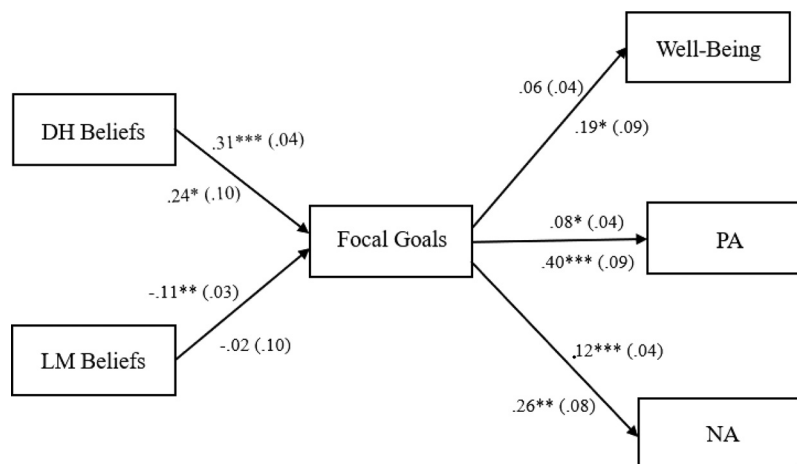 Well-Being
.06 (.04)
.19* (.09)
DH Beliefs
.31*** (.04)
.24* (.10)
Focal Goals
.08* (.04)
.40*** (.09)
PA
-.11** (.03)
-.02 (.10)
LM Beliefs
.12*** (.04)
.26** (.08)
NA